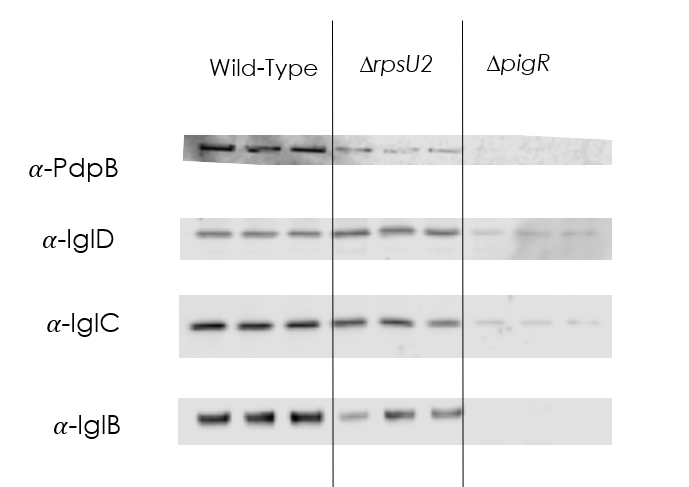 Wild-Type ΔrpsU2 ΔpigR
α-PdpB
α-IglD
α-IglC
α-IglB